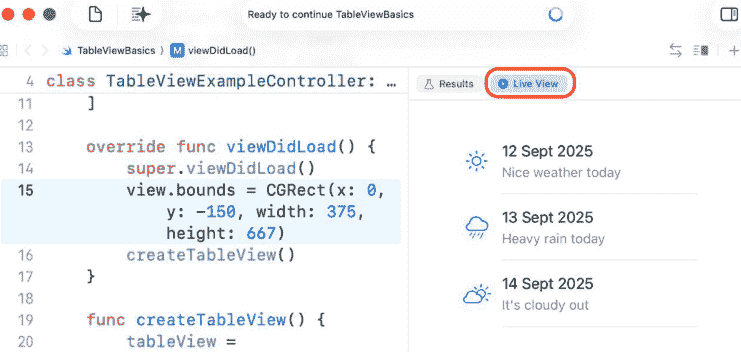 Ready to continue TableViewBasics
TableViewBasics ⟩ M viewDidLoad()
4 class TableViewExampleController: …
11 ]
12
13 override func viewDidLoad() {
14 super.viewDidLoad()
15 view.bounds = CGRect(x: 0,
y: -150, width: 375,
height: 667)
16 createTableView()
17 }
18
19 func createTableView() {
20 tableView =
Results Live View
12 Sept 2025
Nice weather today
13 Sept 2025
Heavy rain today
14 Sept 2025
It's cloudy out